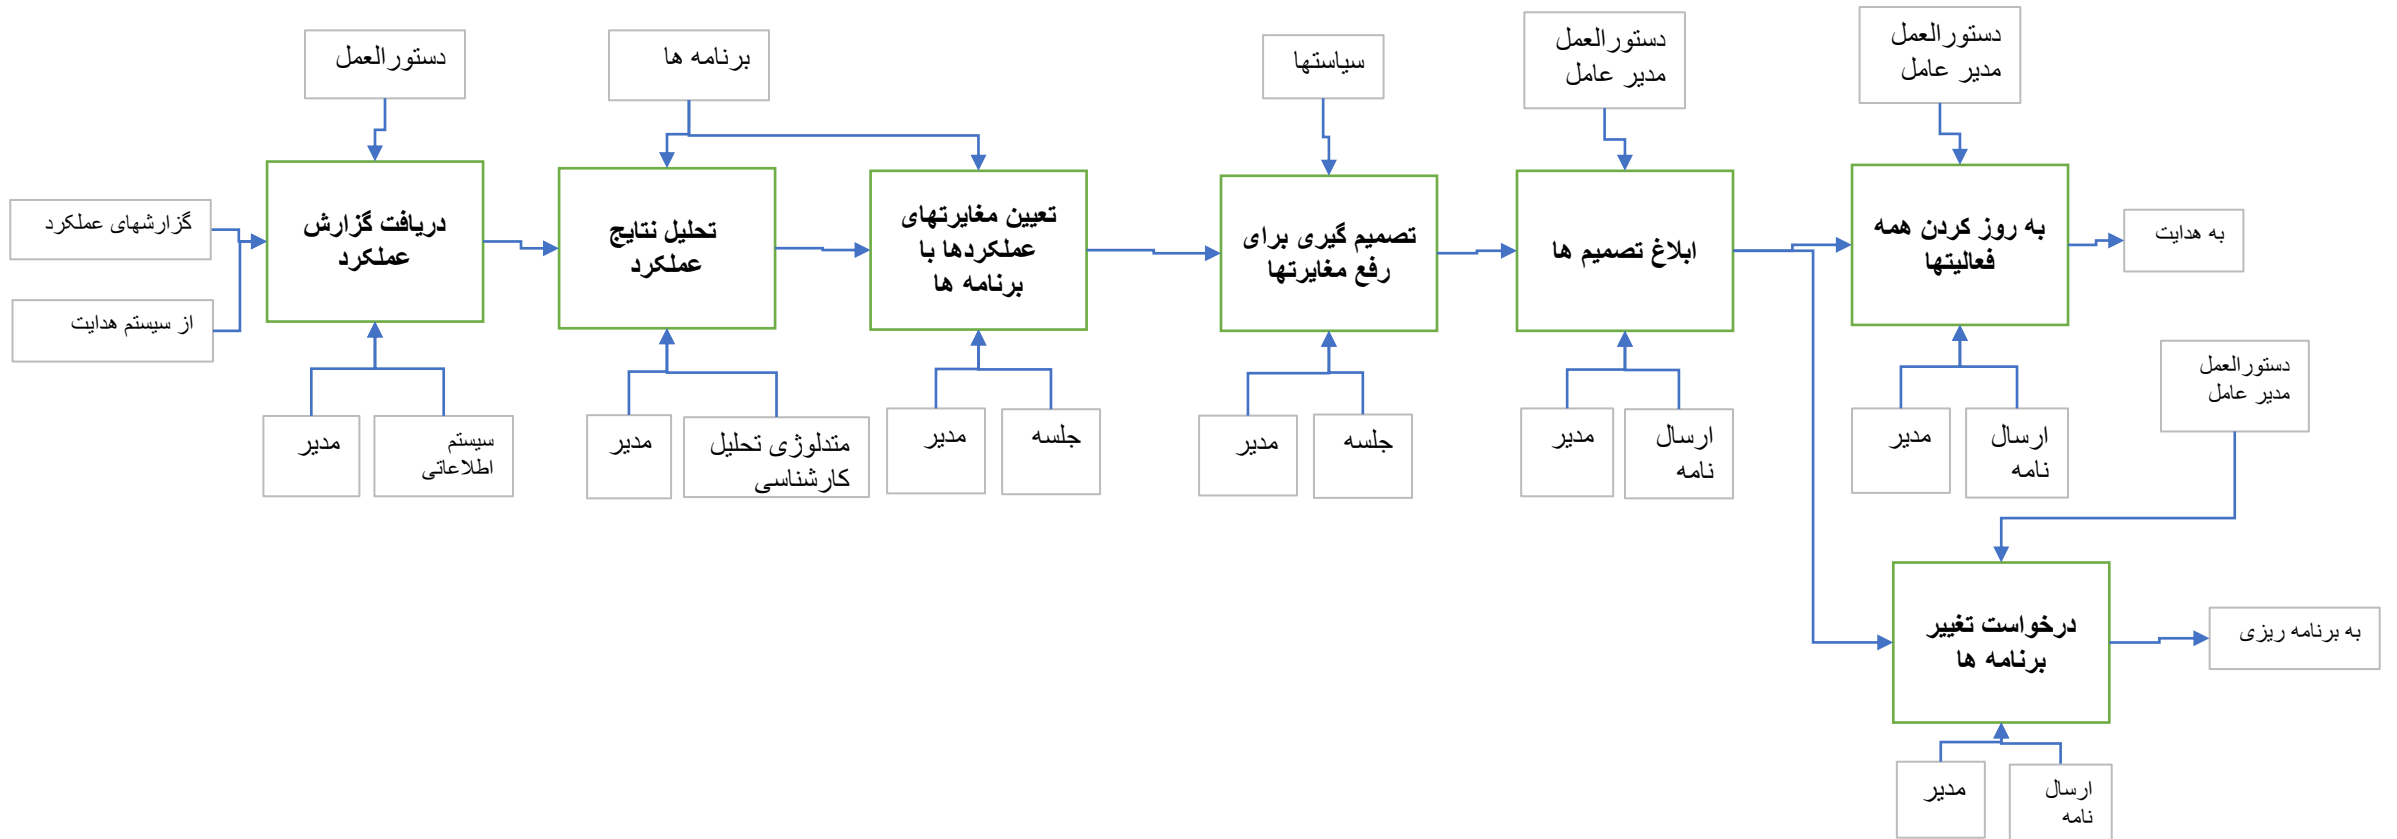 دستورالعمل
برنامه ها
سیاستها
دستورالعمل
مدیر عامل
دستورالعمل
مدیر عامل
گزارشهای عملکرد
از سیستم هدایت
دریافت گزارش
عملکرد
تحلیل نتایج
عملکرد
تعیین مغایرتهای
عملکردها با
برنامه ها
تصمیم گیری برای
رفع مغایرتها
ابلاغ تصمیم ها
به روز کردن همه
فعالیتها
به هدایت
دستورالعمل
مدیر عامل
مدیر
سیستم
اطلاعاتی
مدیر
متدلوژی تحلیل
کارشناسی
مدیر
جلسه
مدیر
جلسه
مدیر
ارسال
نامه
مدیر
ارسال
نامه
درخواست تغییر
برنامه ها
به برنامه ریزی
مدیر
ارسال
نامه